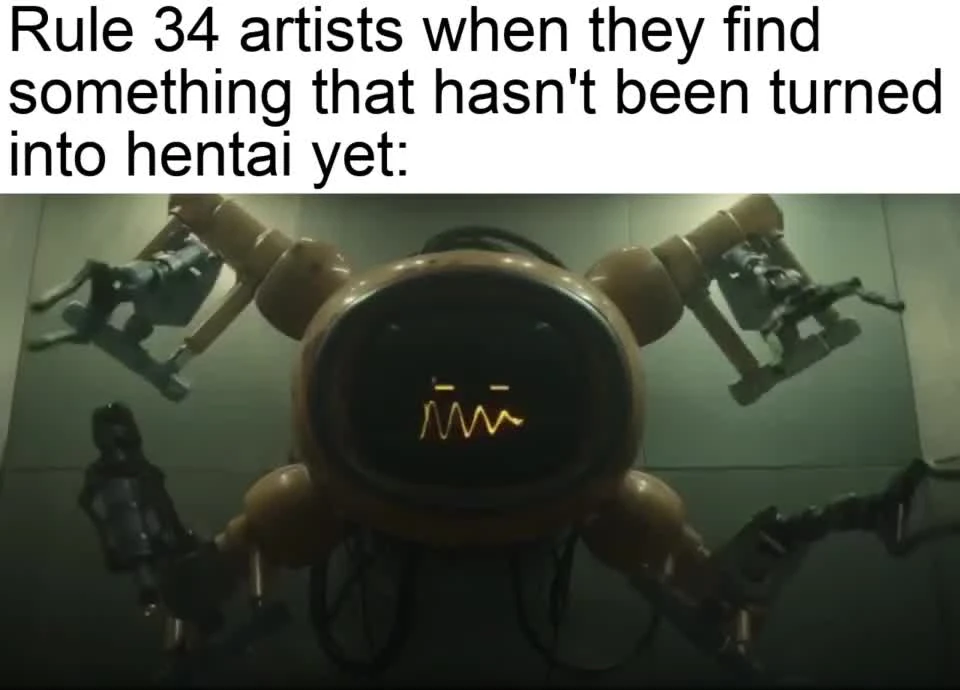 Rule 34 artists when they find
something that hasn't been turned
into hentai yet: